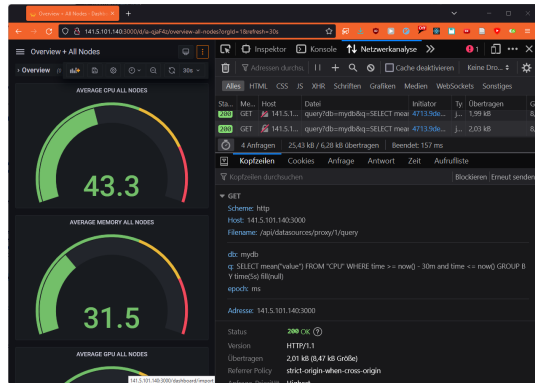 Overview + All Nodes - Dashb
141.5.101.140:3000/d/a-qjaF4z/overview-all-nodes?orgId=1&refresh=30s
Overview + All Nodes
Overview
30s
AVERAGE CPU ALL NODES
43.3
AVERAGE MEMORY ALL NODES
31.5
AVERAGE GPU ALL NODES
141.5.101.140:3000/dashboard/import
Inspektor
Konsole
Netzwerkanalyse
1
Adressen durchsu
Cache deaktivieren
Keine Dro...
Alles HTML CSS JS XHR Schriften Grafiken Medien WebSockets Sonstiges
Sta... Me... Host Datei Initiator Ty Übertragen G
200 GET 141.5.1... query?db=mydb&q=SELECT mear 4713.9de... j... 1,99 kB 8,
200 GET 141.5.1... query?db=mydb&q=SELECT mear 4713.9de... j... 2,03 kB 8,
4 Anfragen 25,43 kB / 6,28 kB übertragen Beendet: 157 ms
Kopfzeilen Cookies Anfrage Antwort Zeit Aufrufliste
Kopfzeilen durchsuchen
Blockieren Erneut senden
GET
Scheme: http
Host: 141.5.101.140:3000
Filename: /api/datasources/proxy/1/query
db: mydb
q: SELECT mean("value") FROM "CPU" WHERE time >= now() - 30m and time <= now() GROUP B
Y time(5s) fill(null)
epoch: ms
Adresse: 141.5.101.140:3000
Status 200 OK
Version HTTP/1.1
Übertragen 2,01 kB (8,47 kB Größe)
Referrer Policy strict-origin-when-cross-origin
Anfrage-Priorität Highest